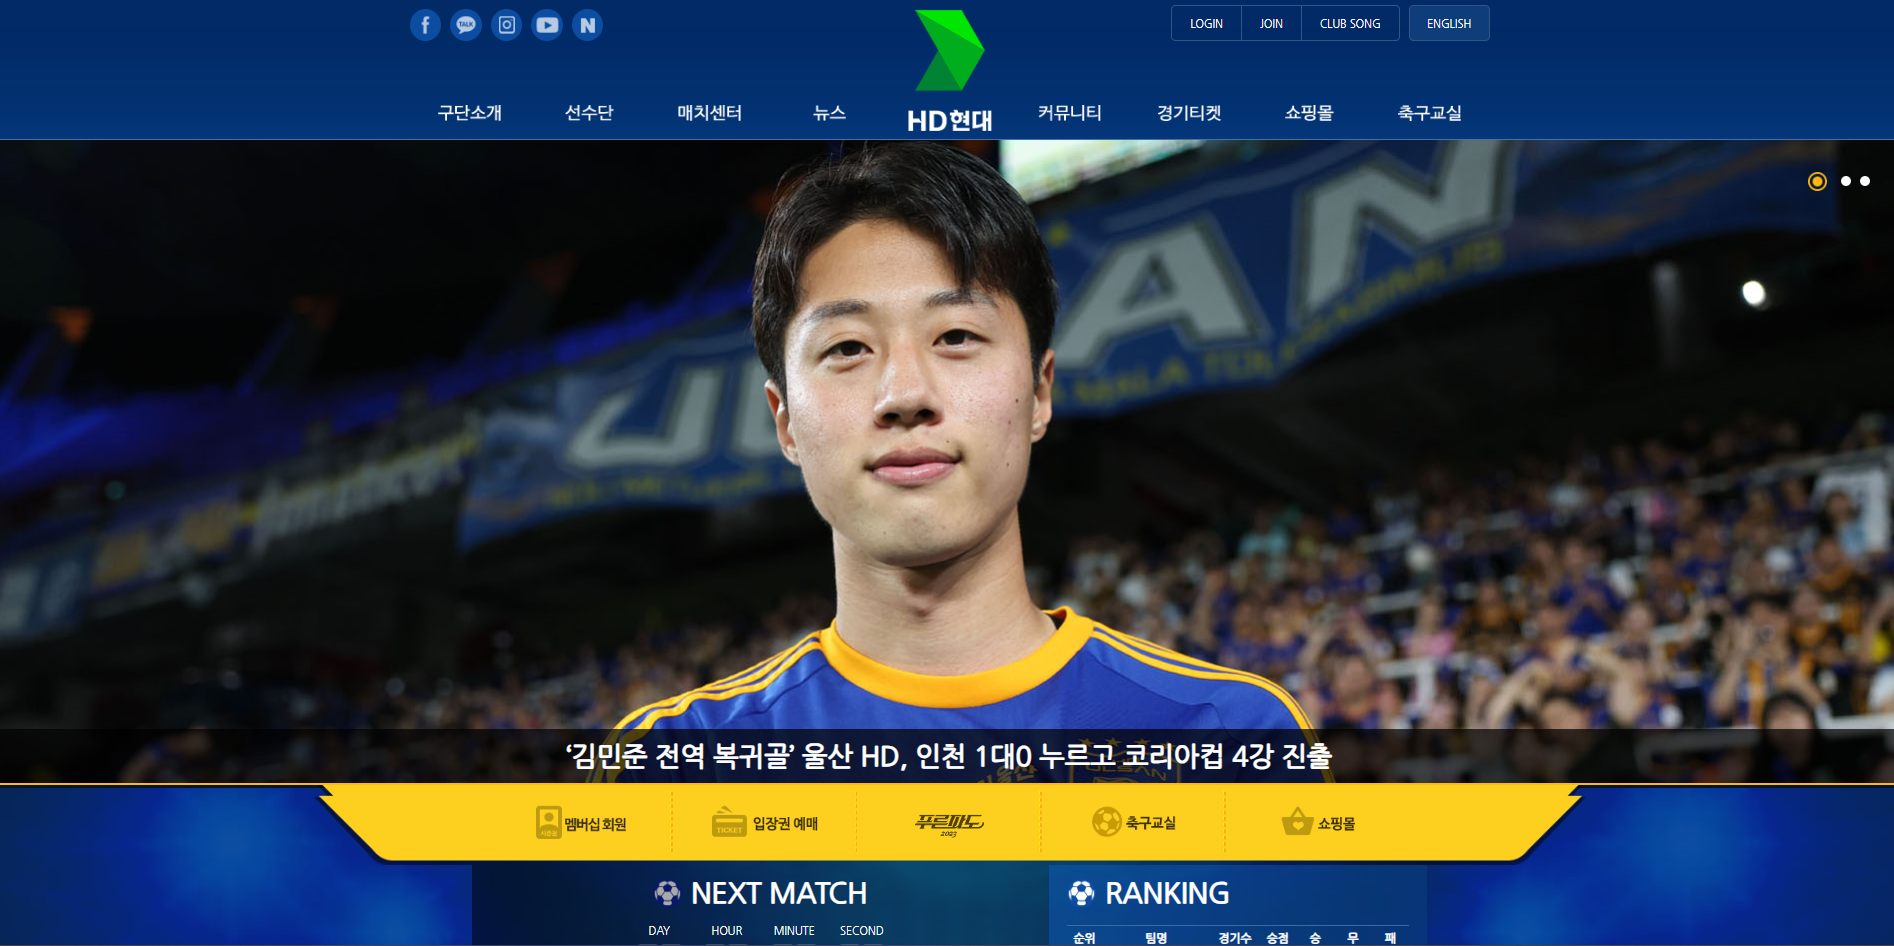 TALK
N
LOGIN
JOIN
CLUB SONG
ENGLISH
구단소개
선수단
매치센터
뉴스
HD현대
커뮤니티
경기티켓
쇼핑몰
축구교실
‘김민준 전역 복귀골’ 울산 HD, 인천 1대0 누르고 코리아컵 4강 진출
멤버십 회원
TICKET
입장권 예매
푸른파도
2023
축구교실
쇼핑몰
NEXT MATCH
DAY HOUR MINUTE SECOND
RANKING
순위 팀명 경기수 승점 승 무 패